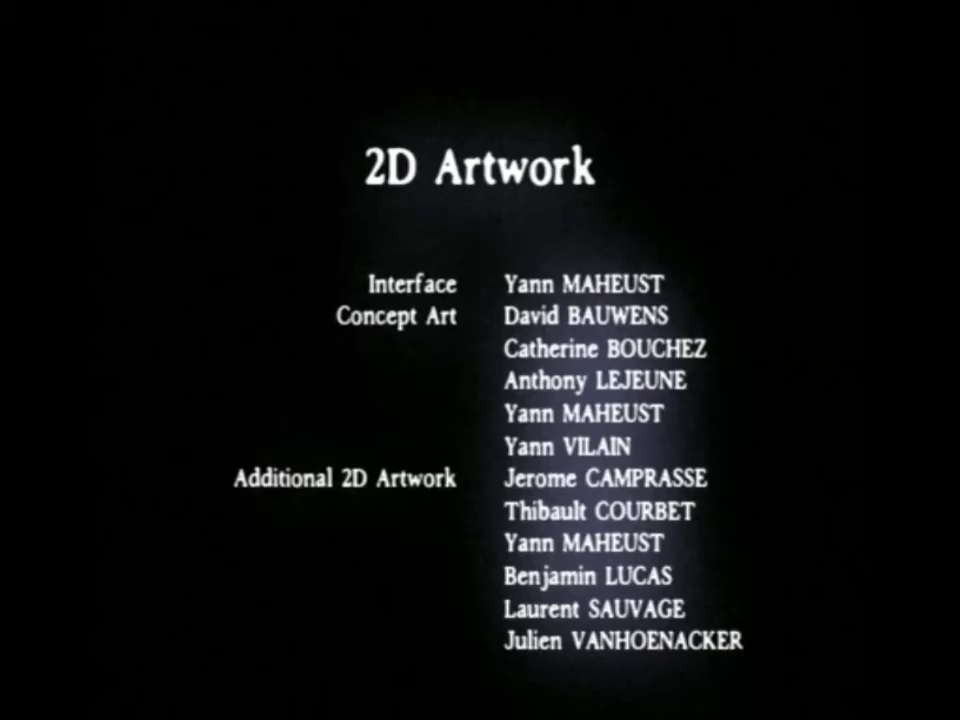 2D Artwork
Interface Yann MAHEUST
Concept Art David BAUWENS
Catherine BOUCHEZ
Anthony LEJEUNE
Yann MAHEUST
Yann VILAIN
Additional 2D Artwork Jerome CAMPRASSE
Thibault COURBET
Yann MAHEUST
Benjamin LUCAS
Laurent SAUVAGE
Julien VANHOENACKER